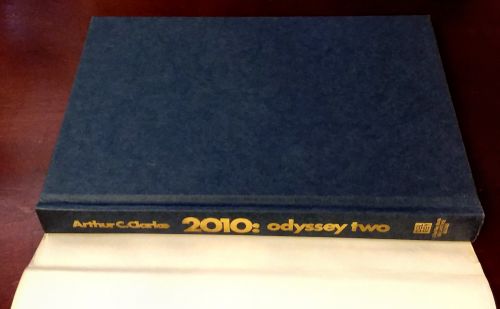 Arthur C. Clarke 2010: odyssey two